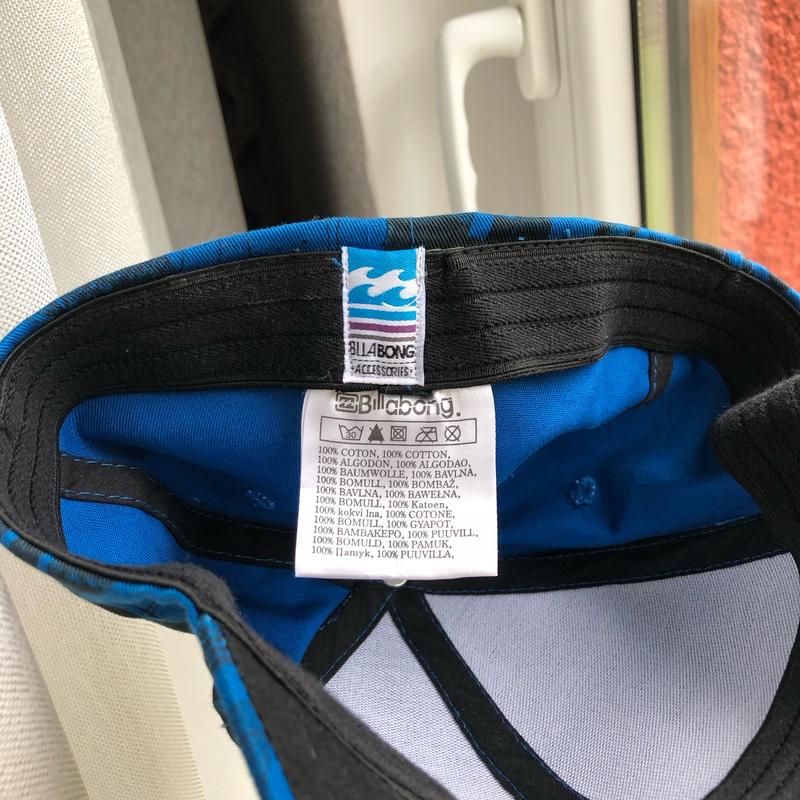 BILLABONG
•ACCESSORIES•
Billabong.
30
100% COTON, 100% COTTON,
100% ALGODON, 100% ALGODAO,
100% BAUMWOLLE, 100% BAVLNA,
100% BOMULL, 100% BOMBAŽ,
100% BAVLNA, 100% BAWEŁNA,
100% BOMULL, 100% Katoen,
100% kokvi lna, 100% COTONE,
100% BOMULL, 100% GYAPOT,
100% BAMBAKEPO, 100% PUUVILL,
100% BOMULD, 100% PAMUK,
100% Памук, 100% PUUVILLA,